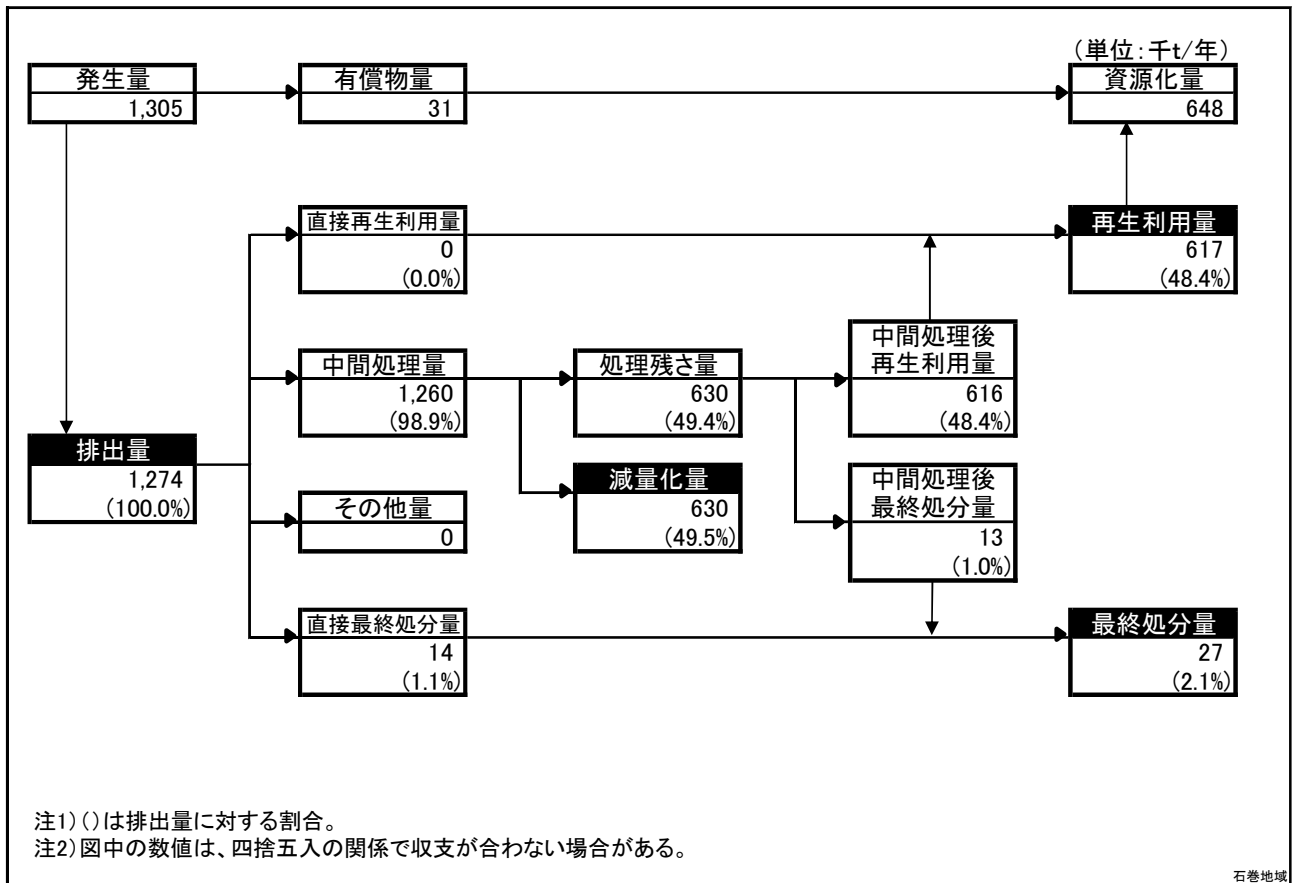 (単位:千t/年)
発生量
1,305
有償物量
31
資源化量
648
直接再生利用量
0
(0.0%)
再生利用量
617
(48.4%)
中間処理量
1,260
(98.9%)
処理残さ量
630
(49.4%)
中間処理後
再生利用量
616
(48.4%)
排出量
1,274
(100.0%)
その他量
0
減量化量
630
(49.5%)
中間処理後
最終処分量
13
(1.0%)
直接最終処分量
14
(1.1%)
最終処分量
27
(2.1%)
注1)()は排出量に対する割合。
注2)図中の数値は、四捨五入の関係で収支が合わない場合がある。
石巻地域